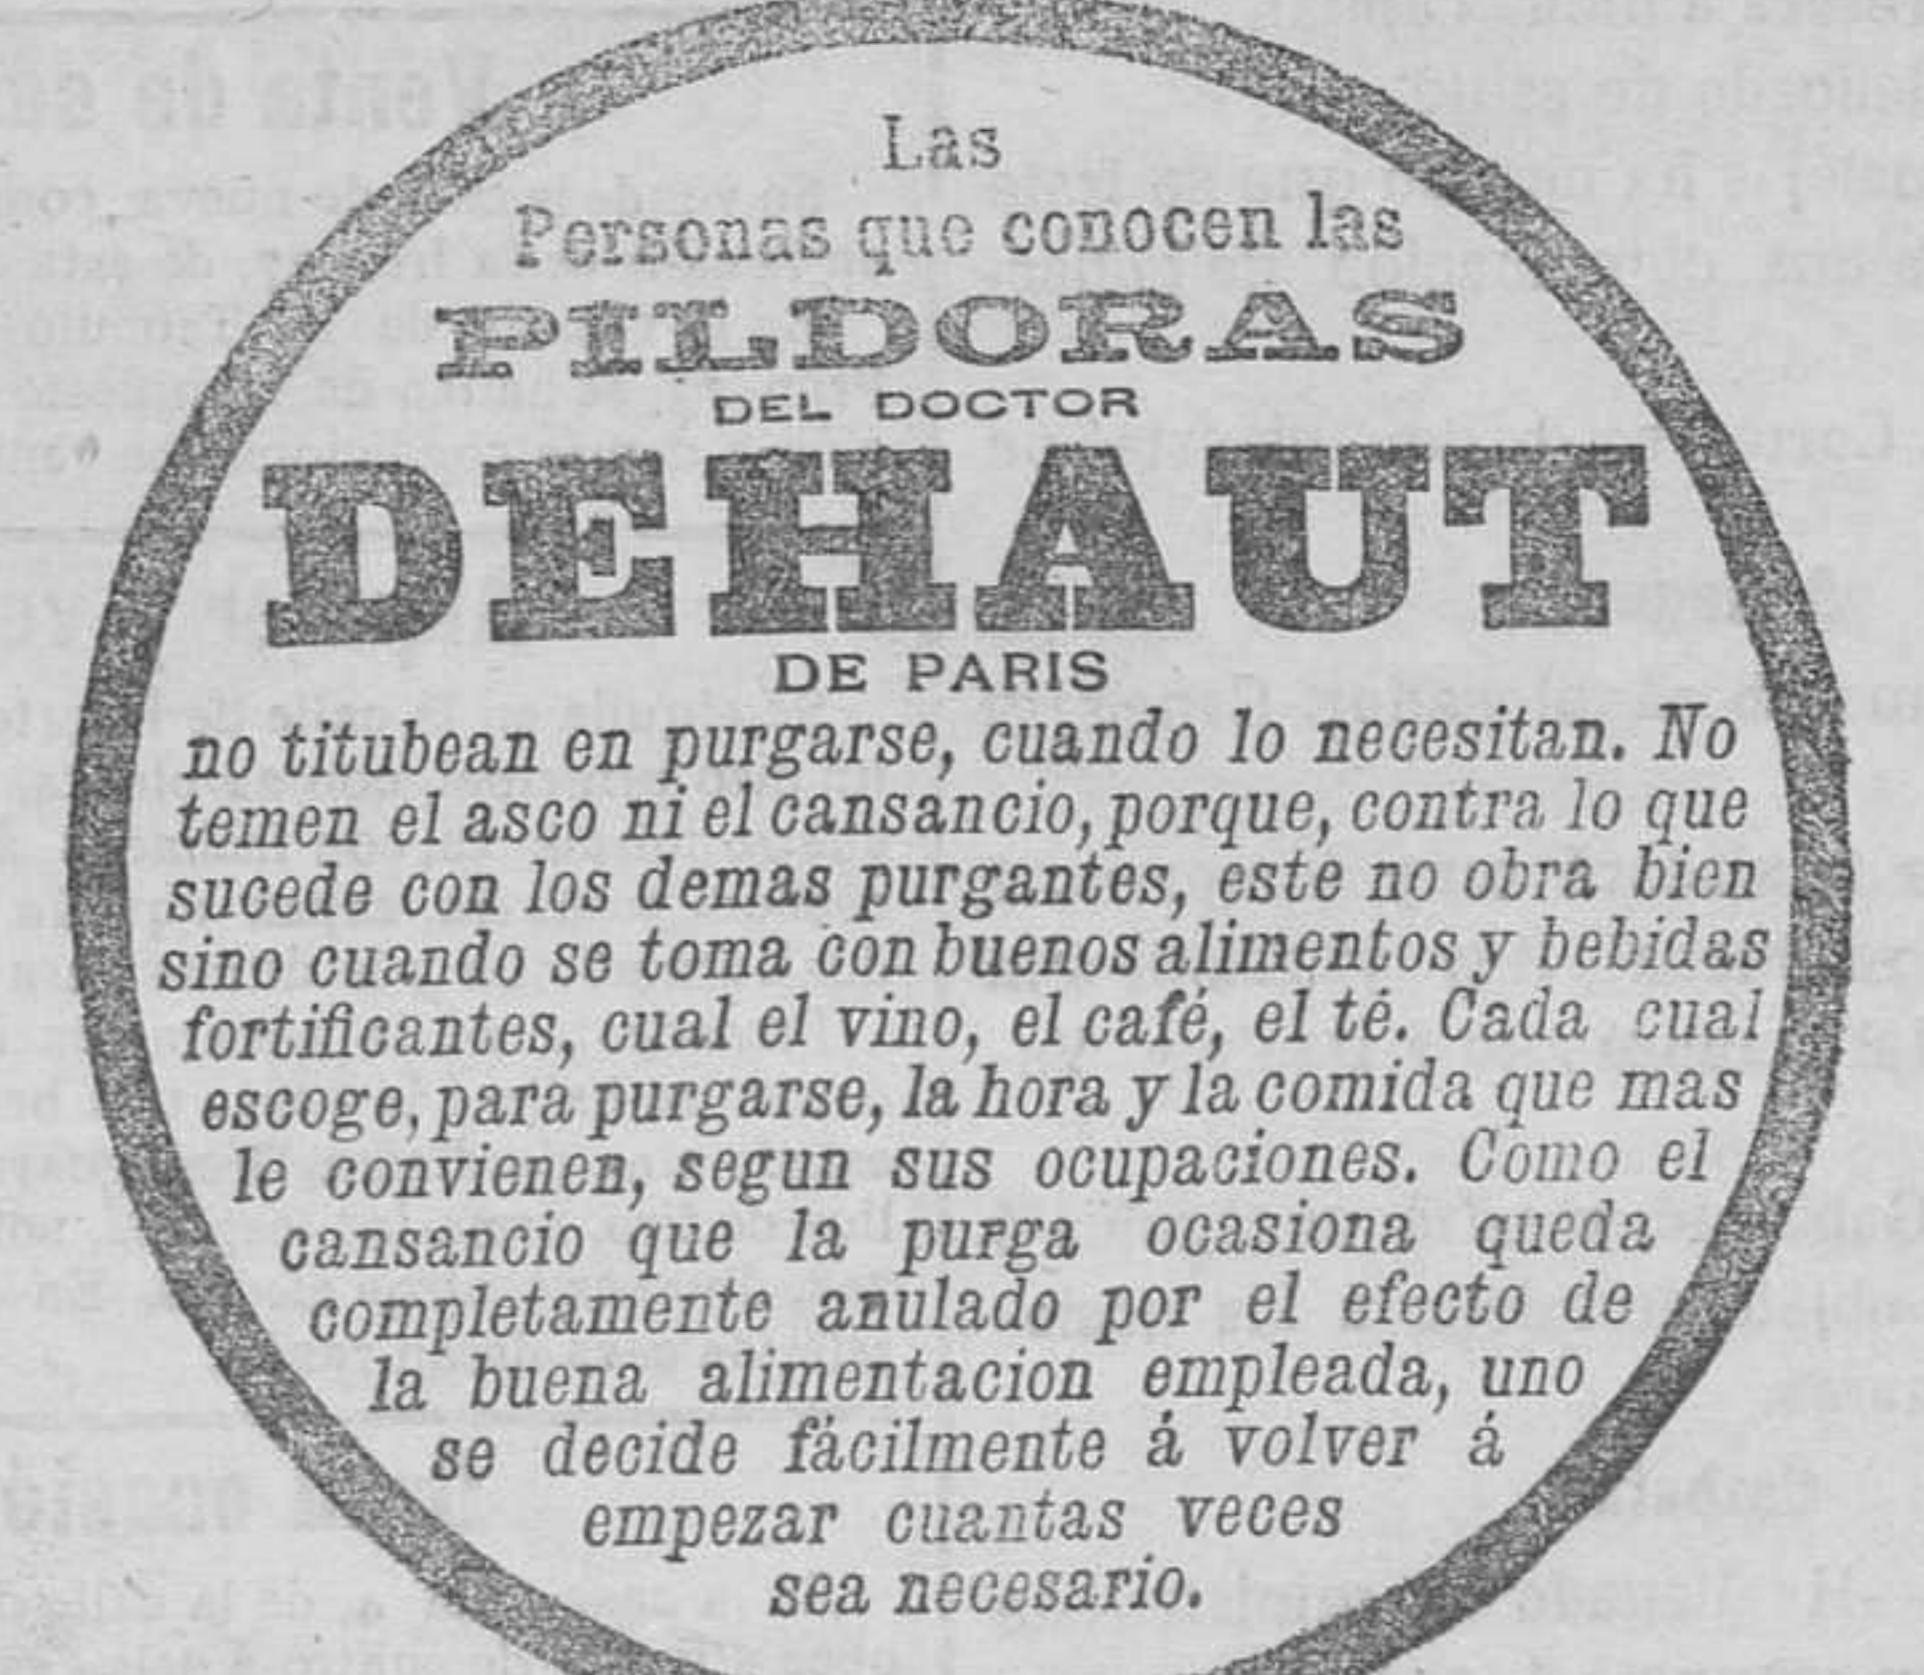 Las
Personas que conocen las
PILDORAS
DEL DOCTOR
DEHAUT
DE PARIS
no titubean en purgarse, cuando lo necesitan. No
temen el asco ni el cansancio, porque, contra lo que
sucede con los demas purgantes, este no obra bien
sino cuando se toma con buenos alimentos y bebidas
fortificantes, cual el vino, el café, el té. Cada cual
escoge, para purgarse, la hora y la comida que mas
le convienen, segun sus ocupaciones. Como el
cansancio que la purga ocasiona queda
completamente anulado por el efecto de
la buena alimentacion empleada, uno
se decide fácilmente á volver á
empezar cuantas veces
sea necesario.